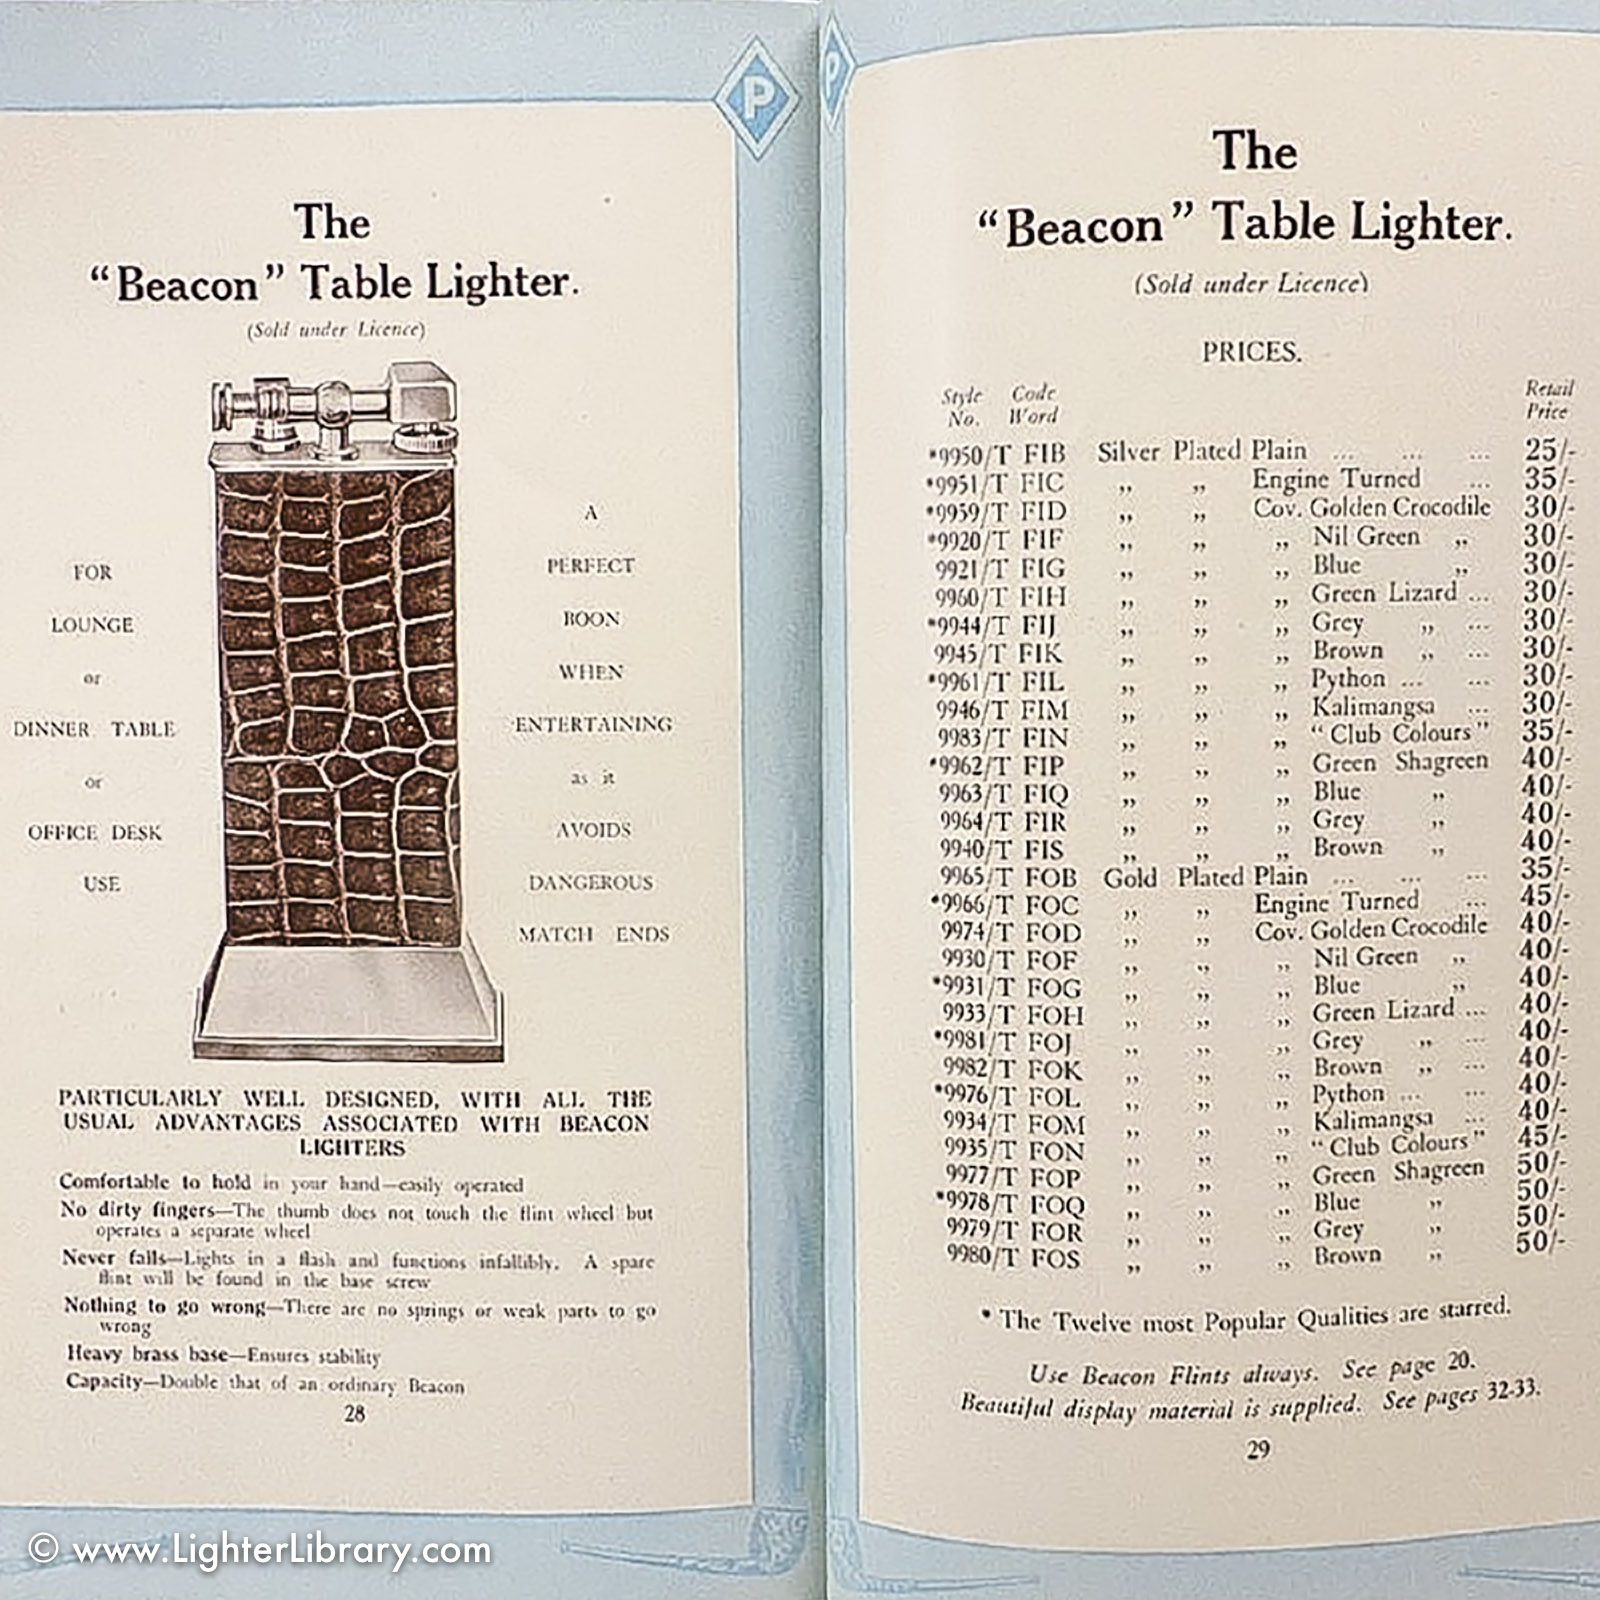 P
The
“Beacon” Table Lighter.
(Sold under Licence)
FOR
LOUNGE
or
DINNER TABLE
or
OFFICE DESK
USE
A
PERFECT
BOON
WHEN
ENTERTAINING
as it
AVOIDS
DANGEROUS
MATCH ENDS
PARTICULARLY WELL DESIGNED, WITH ALL THE
USUAL ADVANTAGES ASSOCIATED WITH BEACON
LIGHTERS
Comfortable to hold in your hand—easily operated
No dirty fingers—The thumb does not touch the flint wheel but
operates a separate wheel
Never fails—Lights in a flash and functions infallibly. A spare
flint will be found in the base screw
Nothing to go wrong—There are no springs or weak parts to go
wrong
Heavy brass base—Ensures stability
Capacity—Double that of an ordinary Beacon
28
P
The
“Beacon” Table Lighter.
(Sold under Licence)
PRICES.
Style No. Code Word Retail Price
*9950/T FIB Silver Plated Plain ... ... ... 25/-
*9951/T FIC „ „ Engine Turned ... 35/-
*9959/T FID „ „ Cov. Golden Crocodile 30/-
*9920/T FIF „ „ „ Nil Green „ 30/-
9921/T FIG „ „ „ Blue „ 30/-
9960/T FIH „ „ „ Green Lizard ... 30/-
*9944/T FIJ „ „ „ Grey „ ... 30/-
9945/T FIK „ „ „ Brown „ ... 30/-
*9961/T FIL „ „ „ Python ... ... 30/-
9946/T FIM „ „ „ Kalimangsa ... 30/-
9983/T FIN „ „ „ “Club Colours” 35/-
*9962/T FIP „ „ „ Green Shagreen 40/-
9963/T FIQ „ „ „ Blue „ 40/-
9964/T FIR „ „ „ Grey „ 40/-
9940/T FIS „ „ „ Brown „ 40/-
9965/T FOB Gold Plated Plain ... ... ... 35/-
*9966/T FOC „ „ Engine Turned ... 45/-
9974/T FOD „ „ Cov. Golden Crocodile 40/-
9930/T FOF „ „ „ Nil Green „ 40/-
*9931/T FOG „ „ „ Blue „ 40/-
9933/T FOH „ „ „ Green Lizard ... 40/-
*9981/T FOJ „ „ „ Grey „ ... 40/-
9982/T FOK „ „ „ Brown „ ... 40/-
*9976/T FOL „ „ „ Python ... ... 40/-
9934/T FOM „ „ „ Kalimangsa ... 40/-
9935/T FON „ „ „ “Club Colours” 45/-
9977/T FOP „ „ „ Green Shagreen 50/-
*9978/T FOQ „ „ „ Blue „ 50/-
9979/T FOR „ „ „ Grey „ 50/-
9980/T FOS „ „ „ Brown „ 50/-
* The Twelve most Popular Qualities are starred.
Use Beacon Flints always. See page 20.
Beautiful display material is supplied. See pages 32-33.
29
© www.LighterLibrary.com